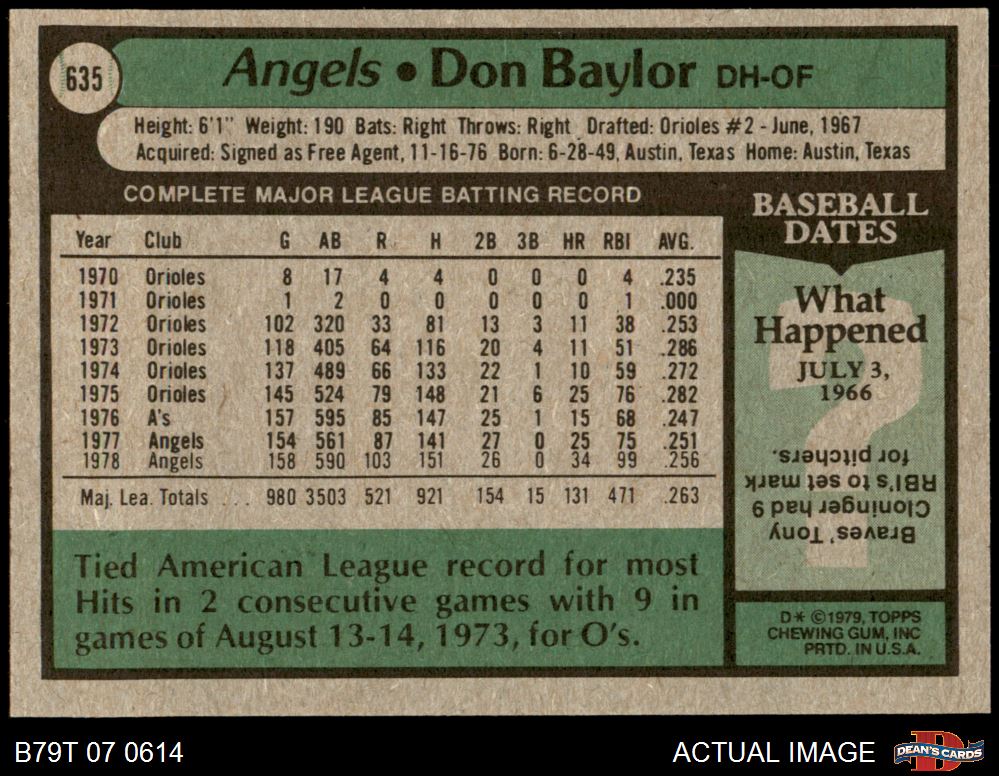 635
Angels • Don Baylor DH-OF
Height: 6'1" Weight: 190 Bats: Right Throws: Right Drafted: Orioles #2 - June, 1967
Acquired: Signed as Free Agent, 11-16-76 Born: 6-28-49, Austin, Texas Home: Austin, Texas
COMPLETE MAJOR LEAGUE BATTING RECORD
Year Club G AB R H 2B 3B HR RBI AVG.
1970 Orioles 8 17 4 4 0 0 0 4 .235
1971 Orioles 1 2 0 0 0 0 0 1 .000
1972 Orioles 102 320 33 81 13 3 11 38 .253
1973 Orioles 118 405 64 116 20 4 11 51 .286
1974 Orioles 137 489 66 133 22 1 10 59 .272
1975 Orioles 145 524 79 148 21 6 25 76 .282
1976 A's 157 595 85 147 25 1 15 68 .247
1977 Angels 154 561 87 141 27 0 25 75 .251
1978 Angels 158 590 103 151 26 0 34 99 .256
Maj. Lea. Totals ... 980 3503 521 921 154 15 131 471 .263
Tied American League record for most
Hits in 2 consecutive games with 9 in
games of August 13-14, 1973, for O's.
BASEBALL
DATES
What
Happened
JULY 3,
1966
?
Braves' Tony
Cloninger had 9
RBI's to set mark
for pitchers.
D* ©1979, TOPPS
CHEWING GUM, INC
PRTD. IN U.S.A.
B79T 07 0614
ACTUAL IMAGE
D
DEAN'S CARDS